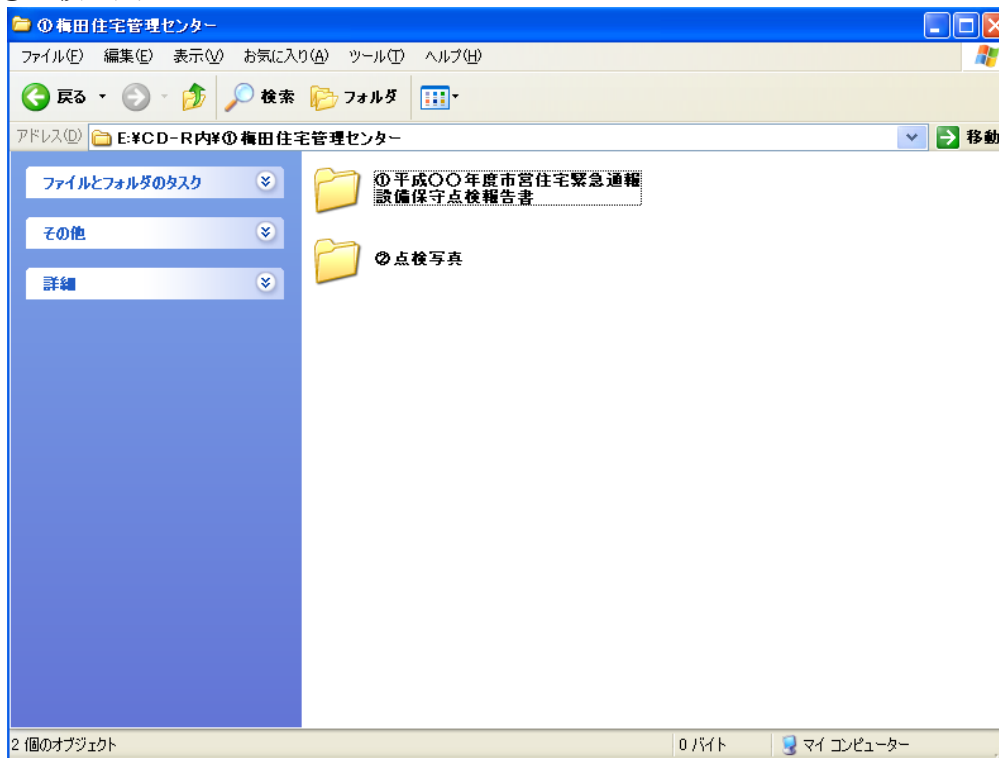 ①梅田住宅管理センター
ファイル(F) 編集(E) 表示(V) お気に入り(A) ツール(T) ヘルプ(H)
戻る 検索 フォルダ
アドレス(D) E:¥CD-R内¥①梅田住宅管理センター 移動
ファイルとフォルダのタスク
その他
詳細
①平成〇〇年度市営住宅緊急通報
設備保守点検報告書
②点検写真
2 個のオブジェクト 0 バイト マイ コンピューター